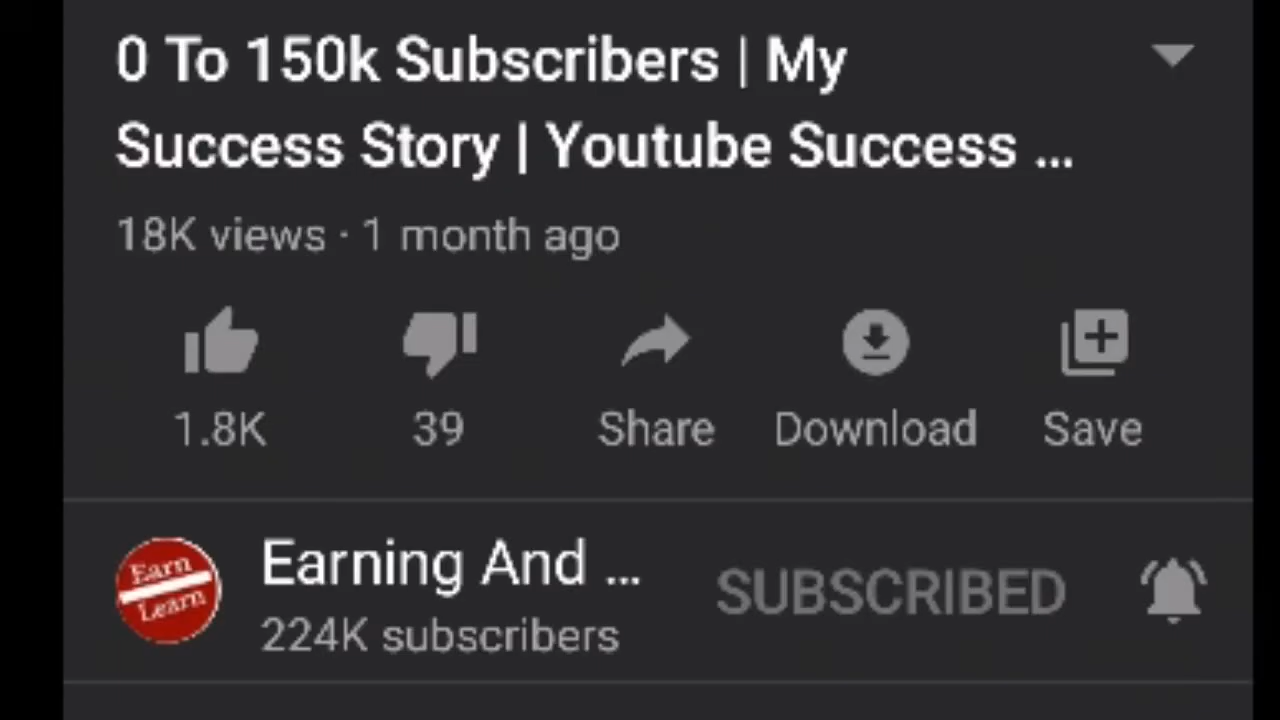 0 To 150k Subscribers | My
Success Story | Youtube Success ...
18K views · 1 month ago
1.8K 39 Share Download Save
Earn
Learn
Earning And ...
224K subscribers
SUBSCRIBED